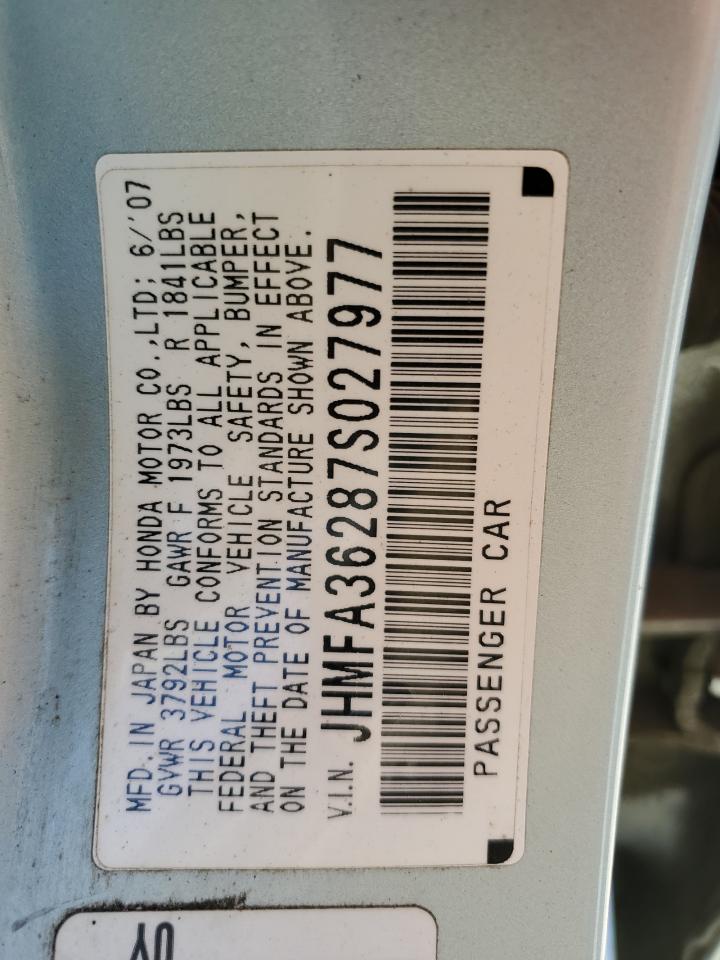 MFD. IN JAPAN BY HONDA MOTOR CO.,LTD; 6/'07
GVWR 3792LBS GAWR F 1973LBS R 1841LBS
THIS VEHICLE CONFORMS TO ALL APPLICABLE
FEDERAL MOTOR VEHICLE SAFETY, BUMPER,
AND THEFT PREVENTION STANDARDS IN EFFECT
ON THE DATE OF MANUFACTURE SHOWN ABOVE.
V.I.N. JHMFA36287S027977
PASSENGER CAR